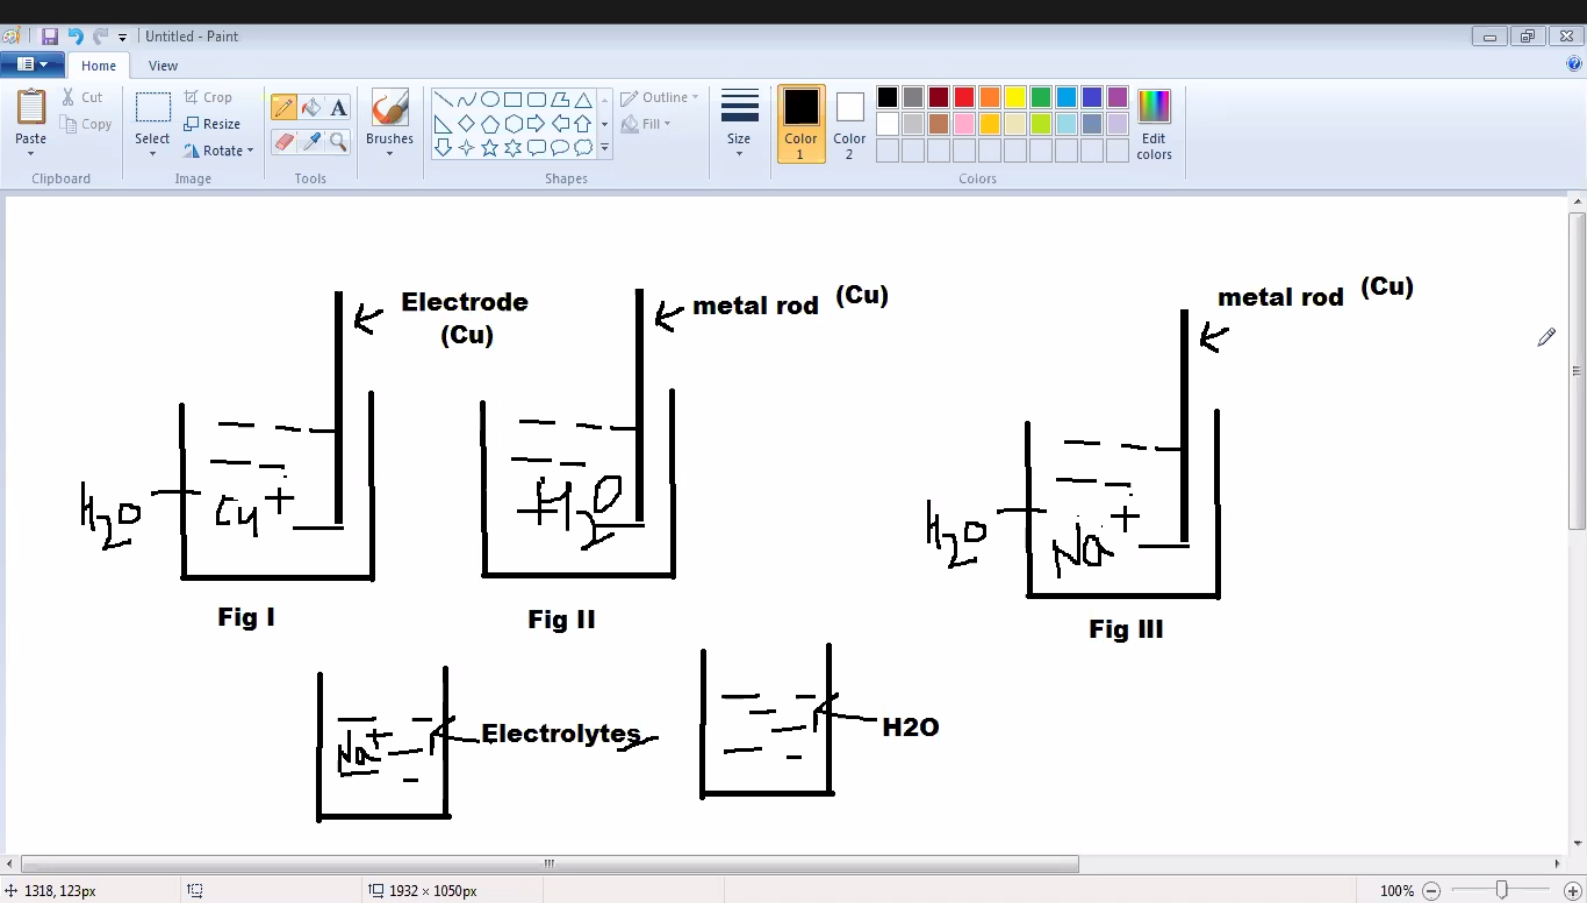 Untitled - Paint
Home View
Cut
Copy
Paste
Clipboard
Crop
Resize
Rotate
Select
Image
A
Tools
Brushes
Outline
Fill
Shapes
Size
Color 1
Color 2
Edit colors
Colors
Electrode
(Cu)
metal rod (Cu)
metal rod (Cu)
H2O
Cu+
H2O
H2O
Na+
Fig I
Fig II
Fig III
Na+
Electrolytes
H2O
1318, 123px
1932 × 1050px
100%